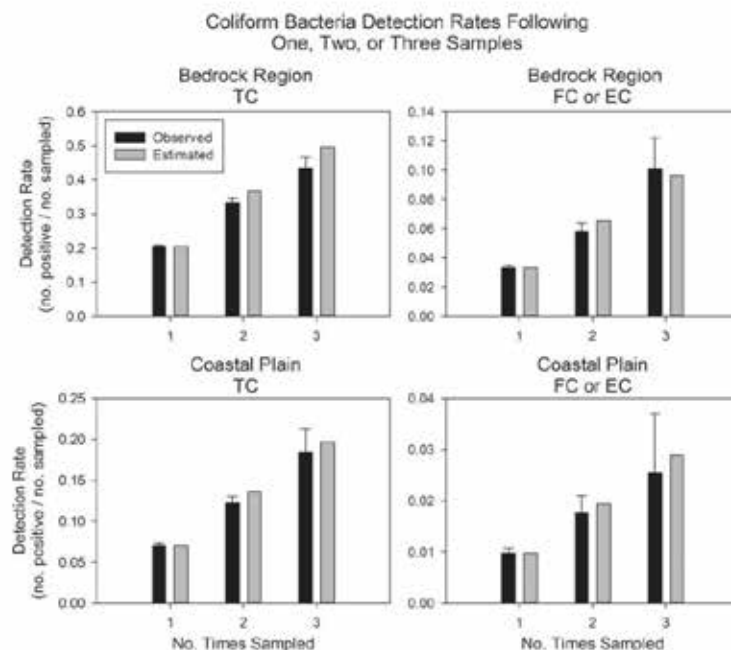 Coliform Bacteria Detection Rates Following
One, Two, or Three Samples
Bedrock Region
TC
Detection Rate
(no. positive / no. sampled)
0.6
0.5
0.4
0.3
0.2
0.1
0.0
Observed
Estimated
1 2 3
Bedrock Region
FC or EC
0.14
0.12
0.10
0.08
0.06
0.04
0.02
0.00
1 2 3
Coastal Plain
TC
Detection Rate
(no. positive / no. sampled)
0.25
0.20
0.15
0.10
0.05
0.00
1 2 3
No. Times Sampled
Coastal Plain
FC or EC
0.04
0.03
0.02
0.01
0.00
1 2 3
No. Times Sampled